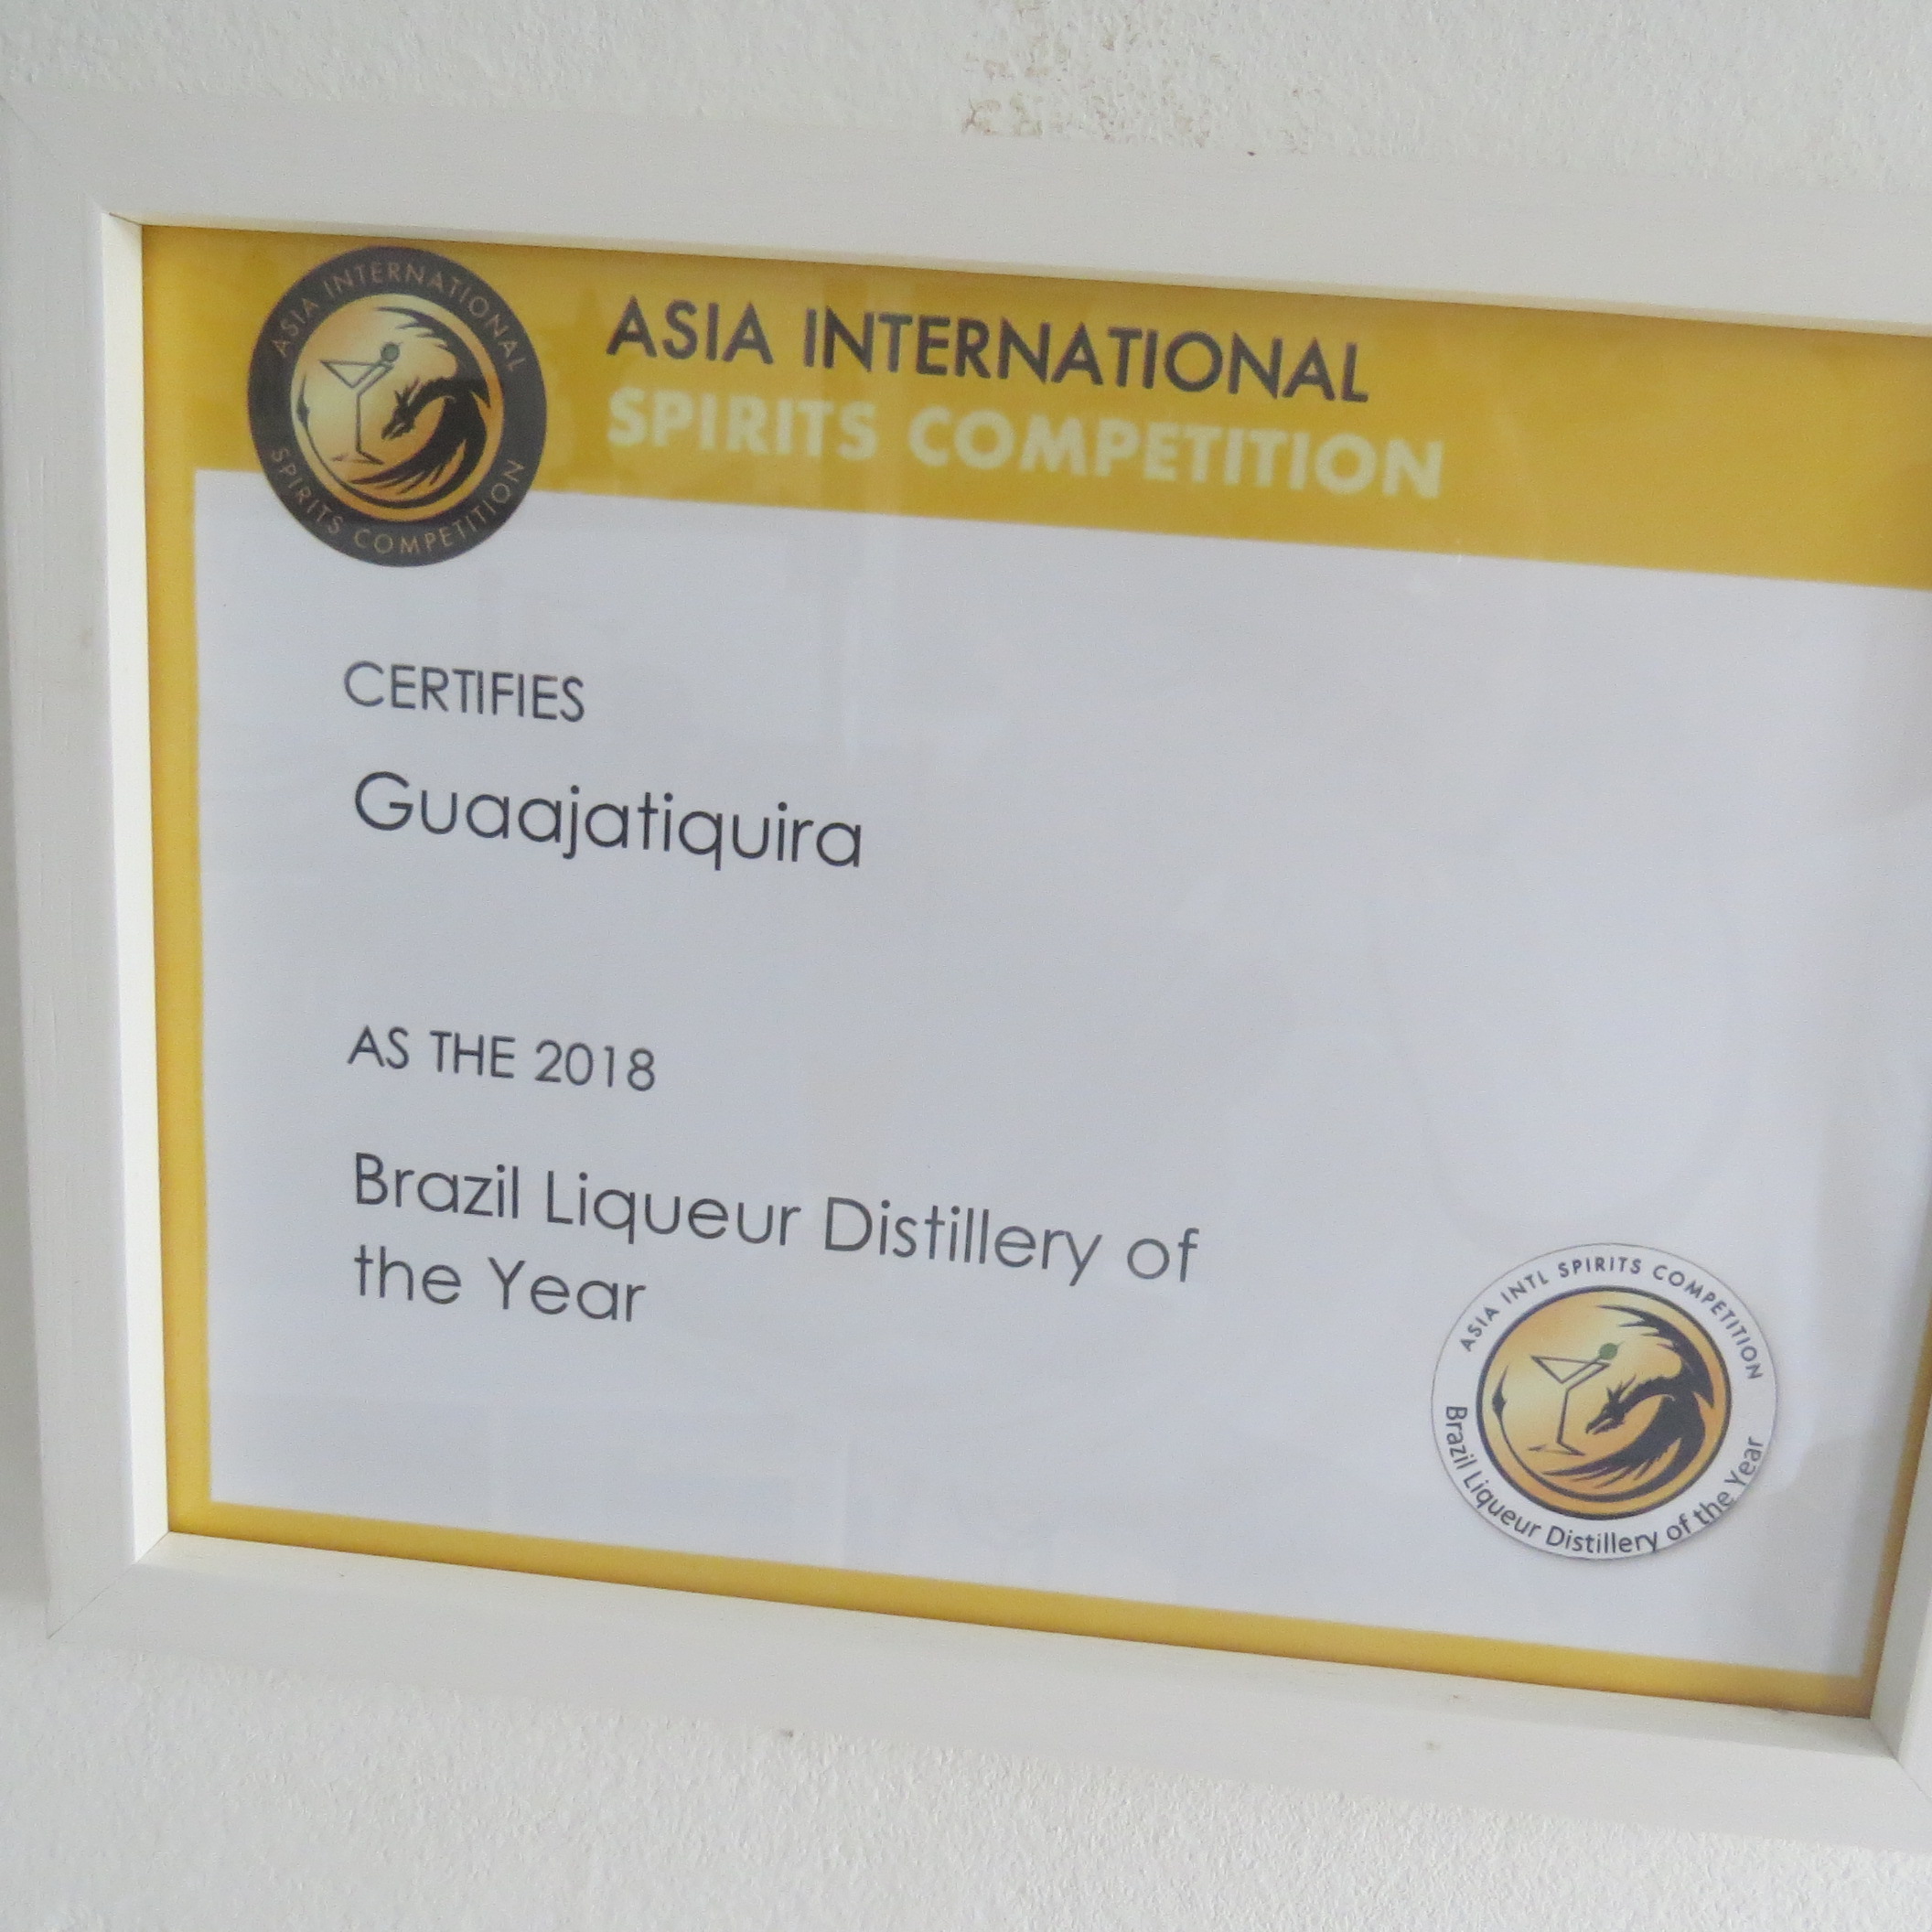 ASIA INTERNATIONAL
SPIRITS COMPETITION
ASIA INTERNATIONAL
SPIRITS COMPETITION
CERTIFIES
Guaajatiquira
AS THE 2018
Brazil Liqueur Distillery of
the Year
ASIA INTL SPIRITS COMPETITION
Brazil Liqueur Distillery of the Year